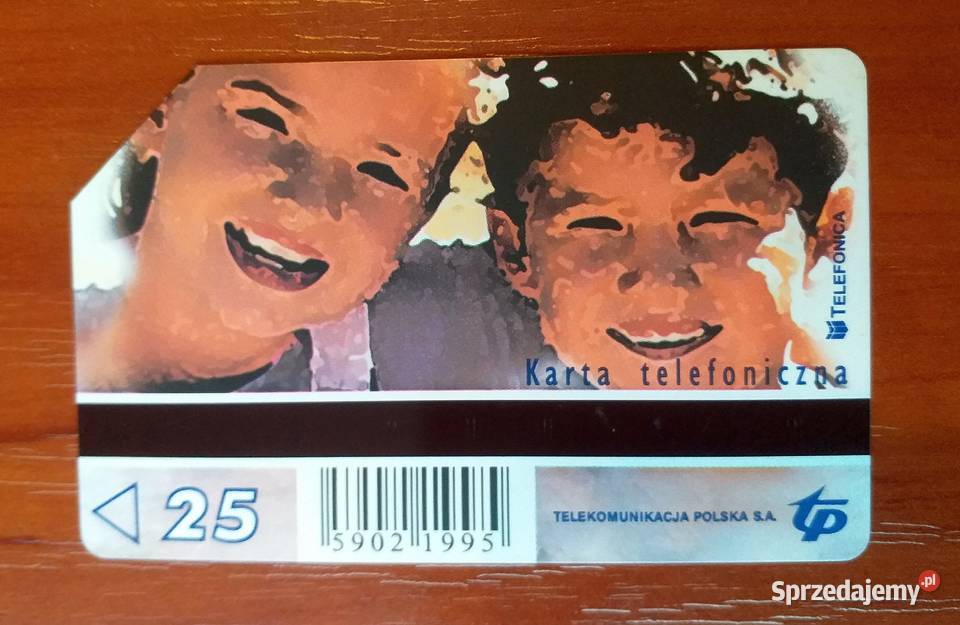 TELEFONICA
Karta telefoniczna
25
5902 1995
TELEKOMUNIKACJA POLSKA S.A.
tp
Sprzedajemy.pl